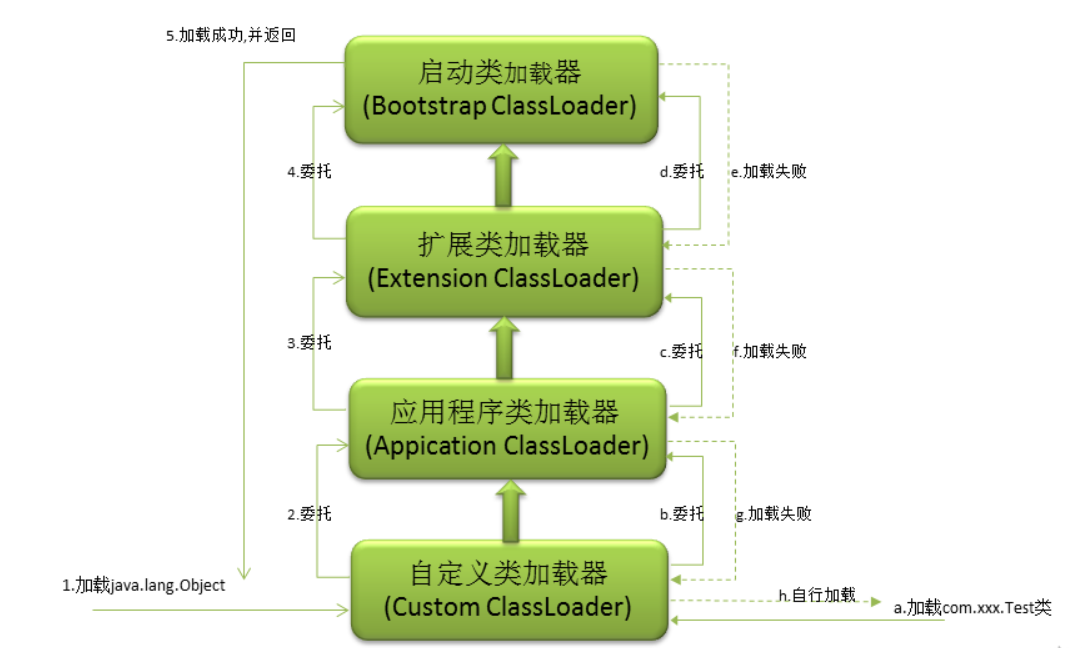 5.加载成功,并返回
启动类加载器
(Bootstrap ClassLoader)
4.委托
d.委托
e.加载失败
扩展类加载器
(Extension ClassLoader)
3.委托
c.委托
f.加载失败
应用程序类加载器
(Appication ClassLoader)
2.委托
b.委托
g.加载失败
自定义类加载器
(Custom ClassLoader)
1.加载java.lang.Object
h.自行加载
a.加载com.xxx.Test类